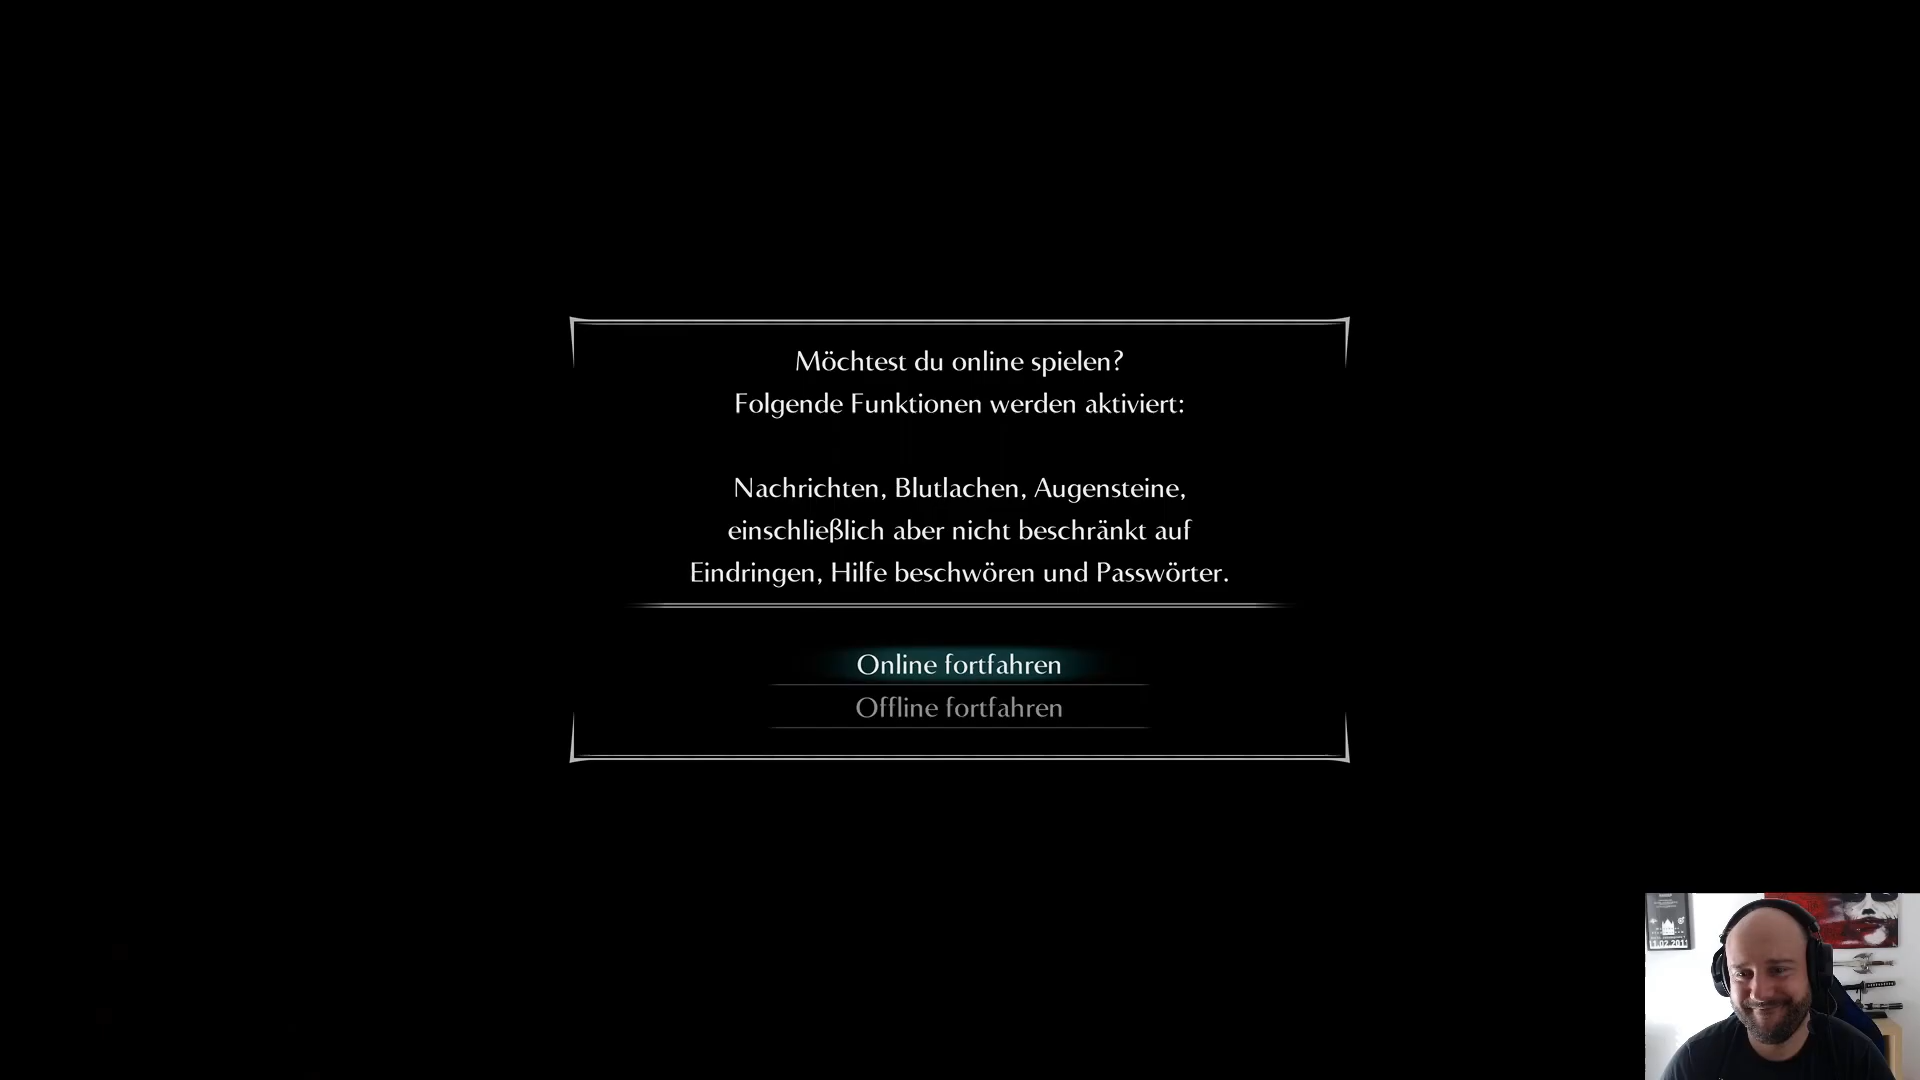 Möchtest du online spielen?
Folgende Funktionen werden aktiviert:
Nachrichten, Blutlachen, Augensteine,
einschließlich aber nicht beschränkt auf
Eindringen, Hilfe beschwören und Passwörter.
Online fortfahren
Offline fortfahren